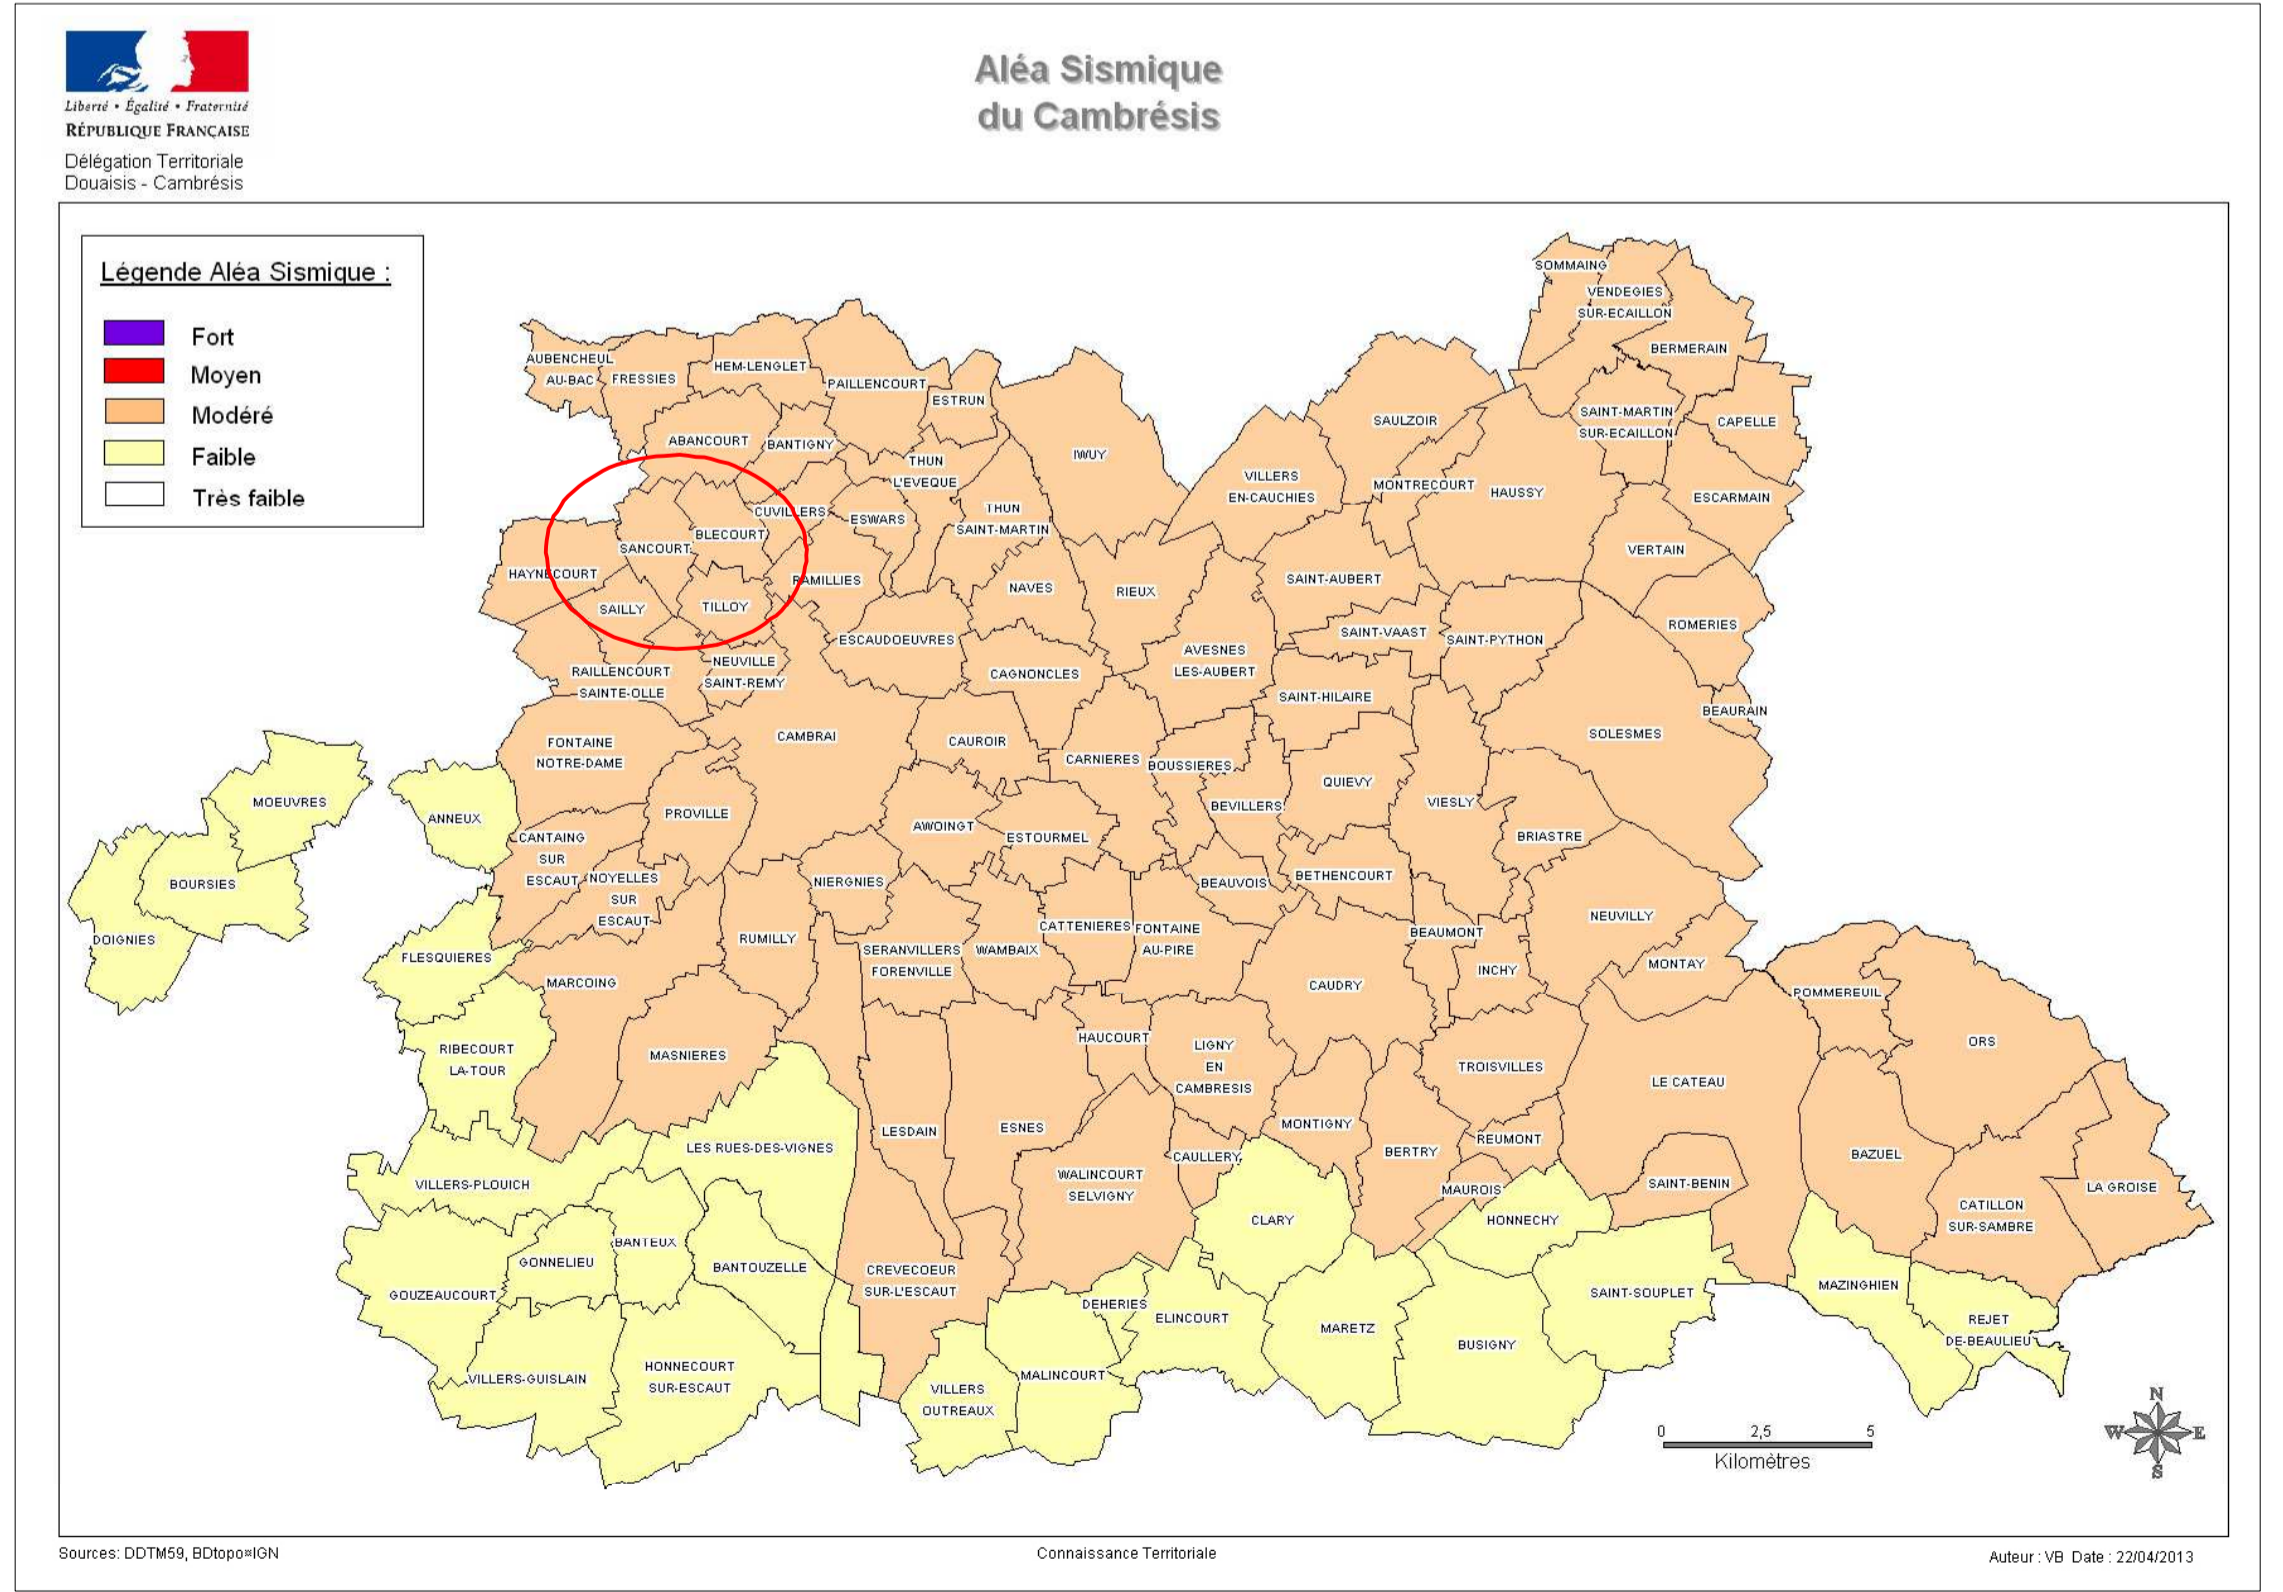 Liberté • Égalité • Fraternité
RÉPUBLIQUE FRANÇAISE
Délégation Territoriale
Douaisis - Cambrésis
Aléa Sismique
du Cambrésis
Légende Aléa Sismique :
Fort
Moyen
Modéré
Faible
Très faible
SOMMAING
VENDEGIES
SUR-ECAILLON
BERMERAIN
AUBENCHEUL
AU-BAC
FRESSIES
HEM-LENGLET
PAILLENCOURT
ESTRUN
ABANCOURT
BANTIGNY
IWUY
SAULZOIR
SAINT-MARTIN
SUR-ECAILLON
CAPELLE
THUN
L'EVEQUE
VILLERS
EN-CAUCHIES
MONTRECOURT
HAUSSY
ESCARMAIN
CUVILLERS
ESWARS
THUN
SAINT-MARTIN
SANCOURT
BLECOURT
VERTAIN
HAYNECOURT
RAMILLIES
NAVES
RIEUX
SAINT-AUBERT
SAILLY
TILLOY
ESCAUDOEUVRES
SAINT-VAAST
SAINT-PYTHON
ROMERIES
RAILLENCOURT
SAINTE-OLLE
NEUVILLE
SAINT-REMY
CAGNONCLES
AVESNES
LES-AUBERT
SAINT-HILAIRE
BEAURAIN
FONTAINE
NOTRE-DAME
CAMBRAI
CAUROIR
CARNIERES
BOUSSIERES
SOLESMES
MOEUVRES
ANNEUX
PROVILLE
AWOINGT
ESTOURMEL
BEVILLERS
QUIEVY
VIESLY
BRIASTRE
CANTAING
SUR
ESCAUT
NOYELLES
SUR
ESCAUT
BOURSIES
NIERGNIES
BEAUVOIS
BETHENCOURT
DOIGNIES
FLESQUIERES
RUMILLY
SERANVILLERS
FORENVILLE
WAMBAIX
CATTENIERES
FONTAINE
AU-PIRE
BEAUMONT
NEUVILLY
MARCOING
CAUDRY
INCHY
MONTAY
POMMEREUIL
RIBECOURT
LA-TOUR
MASNIERES
HAUCOURT
LIGNY
EN
CAMBRESIS
TROISVILLES
LE CATEAU
ORS
LES RUES-DES-VIGNES
LESDAIN
ESNES
MONTIGNY
REUMONT
CAULLERY
BERTRY
BAZUEL
VILLERS-PLOUICH
WALINCOURT
SELVIGNY
MAUROIS
SAINT-BENIN
LA GROISE
CATILLON
SUR-SAMBRE
CLARY
HONNECHY
GONNELIEU
BANTEUX
BANTOUZELLE
CREVECOEUR
SUR-L'ESCAUT
GOUZEAUCOURT
DEHERIES
ELINCOURT
SAINT-SOUPLET
MAZINGHIEN
REJET
DE-BEAULIEU
MARETZ
BUSIGNY
VILLERS-GUISLAIN
HONNECOURT
SUR-ESCAUT
VILLERS
OUTREAUX
MALINCOURT
0 2,5 5
Kilomètres
N
W E
S
Sources: DDTM59, BDtopo¤IGN
Connaissance Territoriale
Auteur : VB Date : 22/04/2013